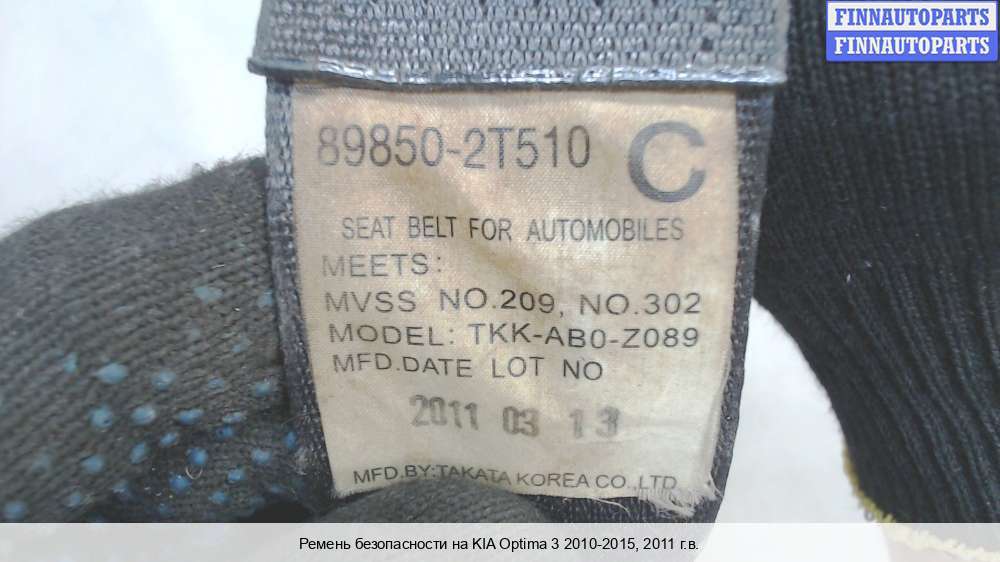 FINNAUTOPARTS
FINNAUTOPARTS
89850-2T510 C
SEAT BELT FOR AUTOMOBILES
MEETS:
MVSS NO.209, NO.302
MODEL: TKK-AB0-Z089
MFD.DATE LOT NO
2011 03 13
MFD.BY:TAKATA KOREA CO.,LTD
Ремень безопасности на KIA Optima 3 2010-2015, 2011 г.в.